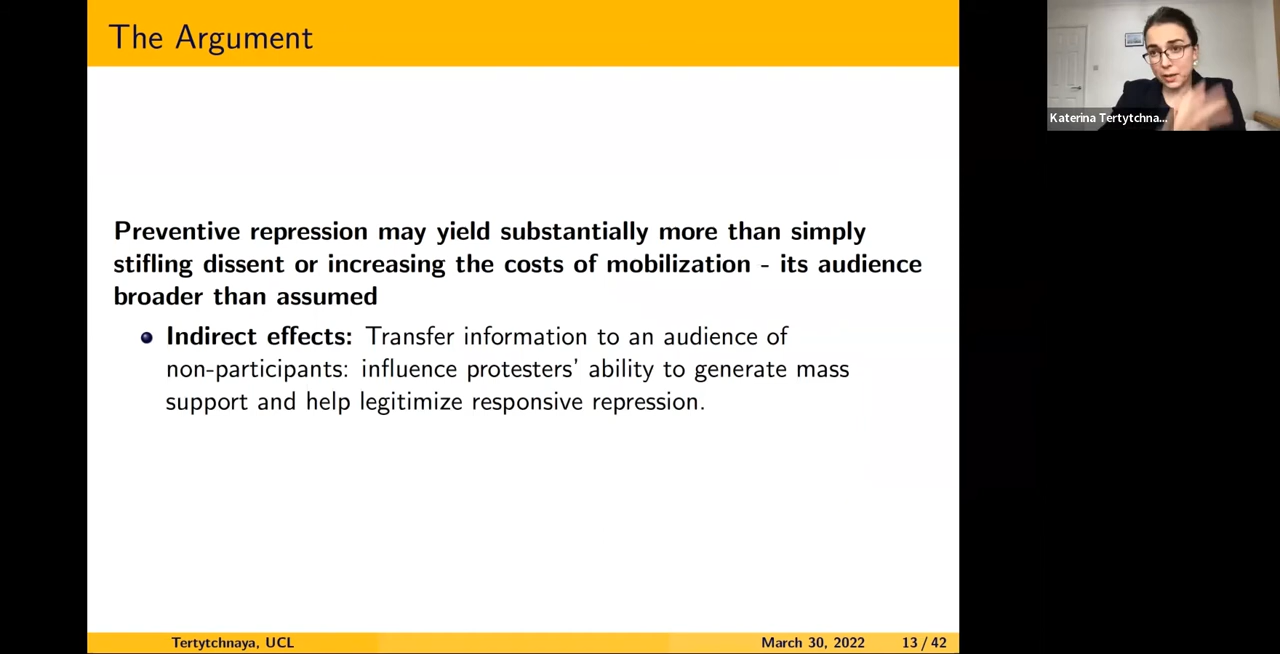 The Argument
Katerina Tertytchna...
Preventive repression may yield substantially more than simply
stifling dissent or increasing the costs of mobilization - its audience
broader than assumed
Indirect effects: Transfer information to an audience of
non-participants: influence protesters' ability to generate mass
support and help legitimize responsive repression.
Tertytchnaya, UCL
March 30, 2022
13 / 42